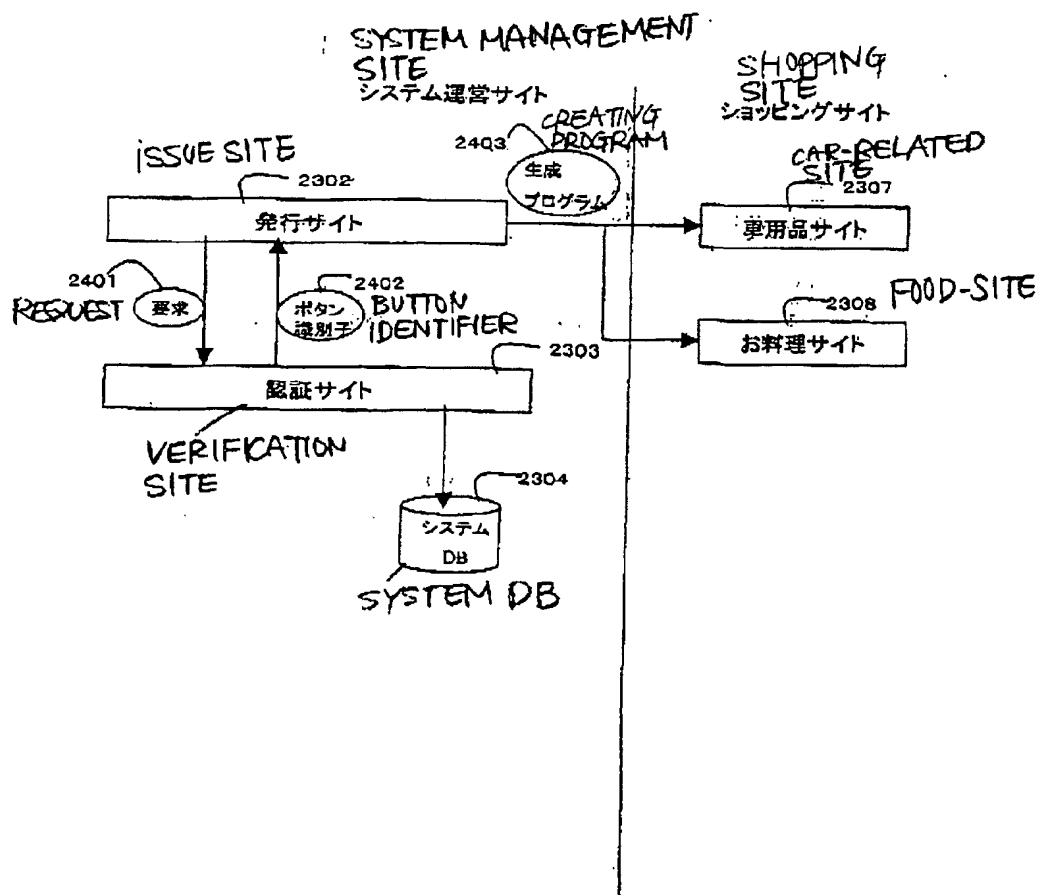 SYSTEM MANAGEMENT
SITE
システム運営サイト
SHOPPING
SITE
ショッピングサイト
2403
CREATING
PROGRAM
生成
プログラム
ISSUE SITE
2302
発行サイト
CAR-RELATED
SITE
2307
車用品サイト
2401
REQUEST
要求
2402
ボタン
識別子
BUTTON
IDENTIFIER
2308
FOOD-SITE
お料理サイト
2303
認証サイト
VERIFICATION
SITE
2304
システム
DB
SYSTEM DB